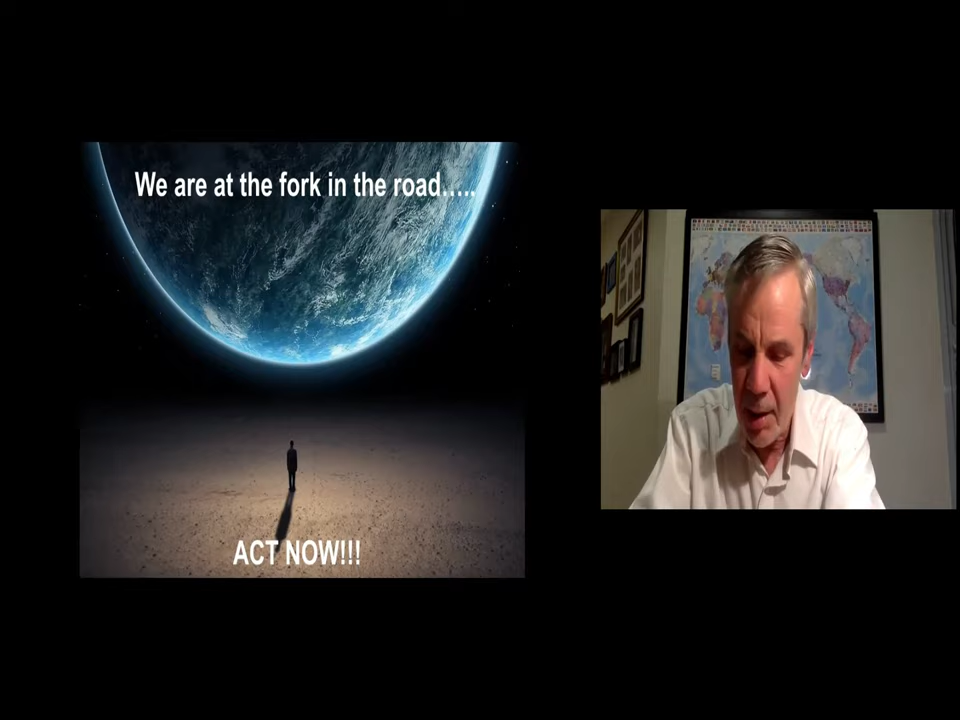 We are at the fork in the road.....
ACT NOW!!!